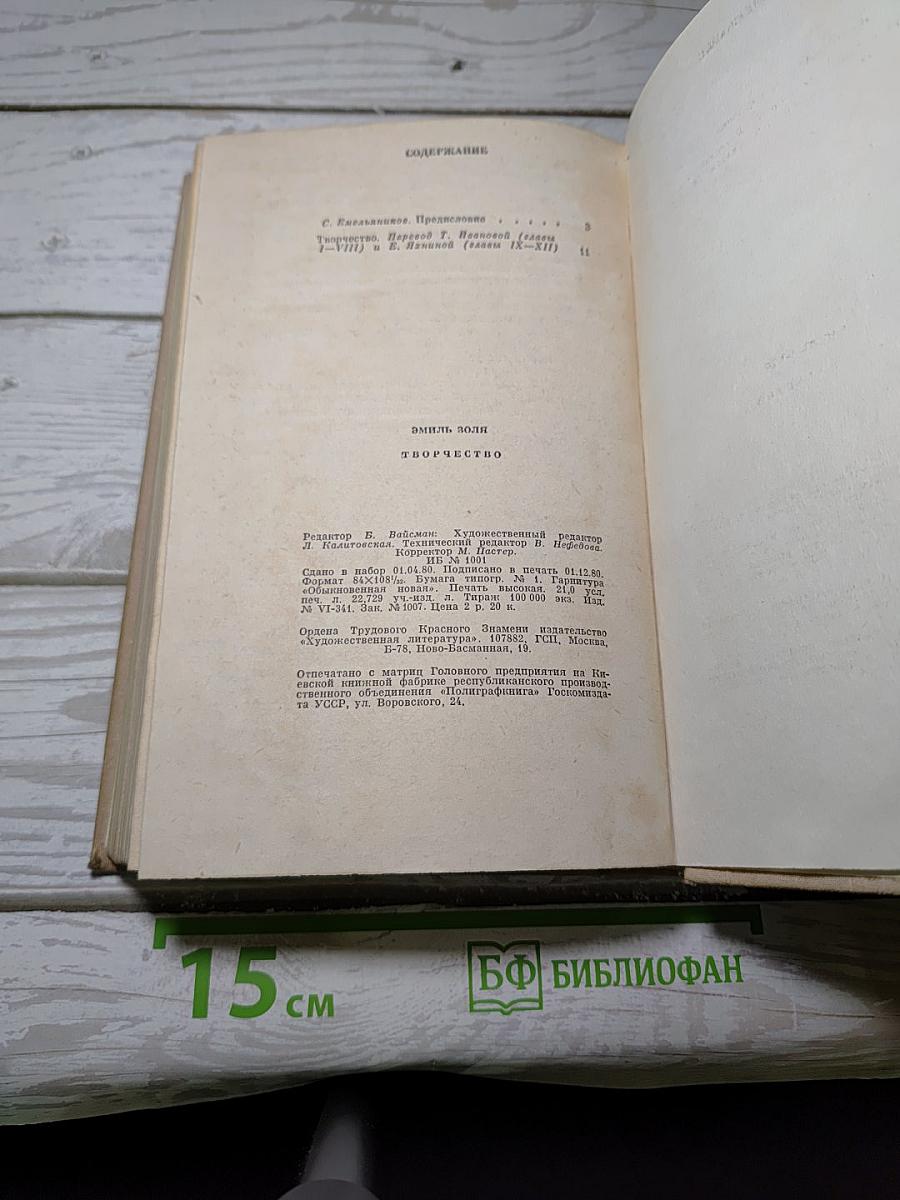 СОДЕРЖАНИЕ
С. Емельяников. Предисловие . . . . . 3
Творчество. Перевод Т. Ивановой (главы
I—VIII) и Е. Яхниной (главы IX—XII) 11
ЭМИЛЬ ЗОЛЯ
ТВОРЧЕСТВО
Редактор Б. Вайсман. Художественный редактор
Л. Калитовская. Технический редактор В. Нефедова.
Корректор М. Пастер.
ИБ № 1001
Сдано в набор 01.04.80. Подписано в печать 01.12.80.
Формат 84×108¹/₃₂. Бумага типогр. № 1. Гарнитура
«Обыкновенная новая». Печать высокая. 21,0 усл.
печ. л. 22,729 уч.-изд. л. Тираж 100 000 экз. Изд.
№ VI-341. Зак. № 1007. Цена 2 р. 20 к.
Ордена Трудового Красного Знамени издательство
«Художественная литература». 107882, ГСП, Москва,
Б-78, Ново-Басманная, 19.
Отпечатано с матриц Головного предприятия на Ки-
евской книжной фабрике республиканского производ-
ственного объединения «Полиграфкнига» Госкомизда-
та УССР, ул. Воровского, 24.
15 см
БФ БИБЛИОФАН